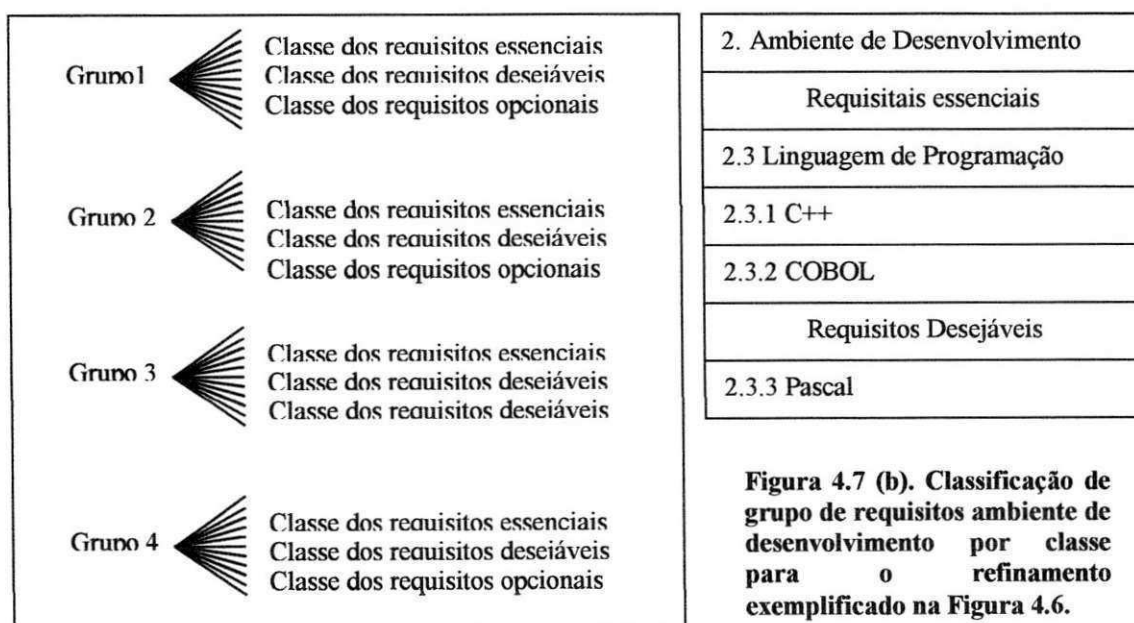 Grupo1
Classe dos requisitos essenciais
Classe dos requisitos desejáveis
Classe dos requisitos opcionais
Grupo 2
Classe dos requisitos essenciais
Classe dos requisitos desejáveis
Classe dos requisitos opcionais
Grupo 3
Classe dos requisitos essenciais
Classe dos requisitos desejáveis
Classe dos requisitos desejáveis
Grupo 4
Classe dos requisitos essenciais
Classe dos requisitos desejáveis
Classe dos requisitos opcionais
2. Ambiente de Desenvolvimento
Requisitais essenciais
2.3 Linguagem de Programação
2.3.1 C++
2.3.2 COBOL
Requisitos Desejáveis
2.3.3 Pascal
Figura 4.7 (b). Classificação de
grupo de requisitos ambiente de
desenvolvimento por classe
para o refinamento
exemplificado na Figura 4.6.